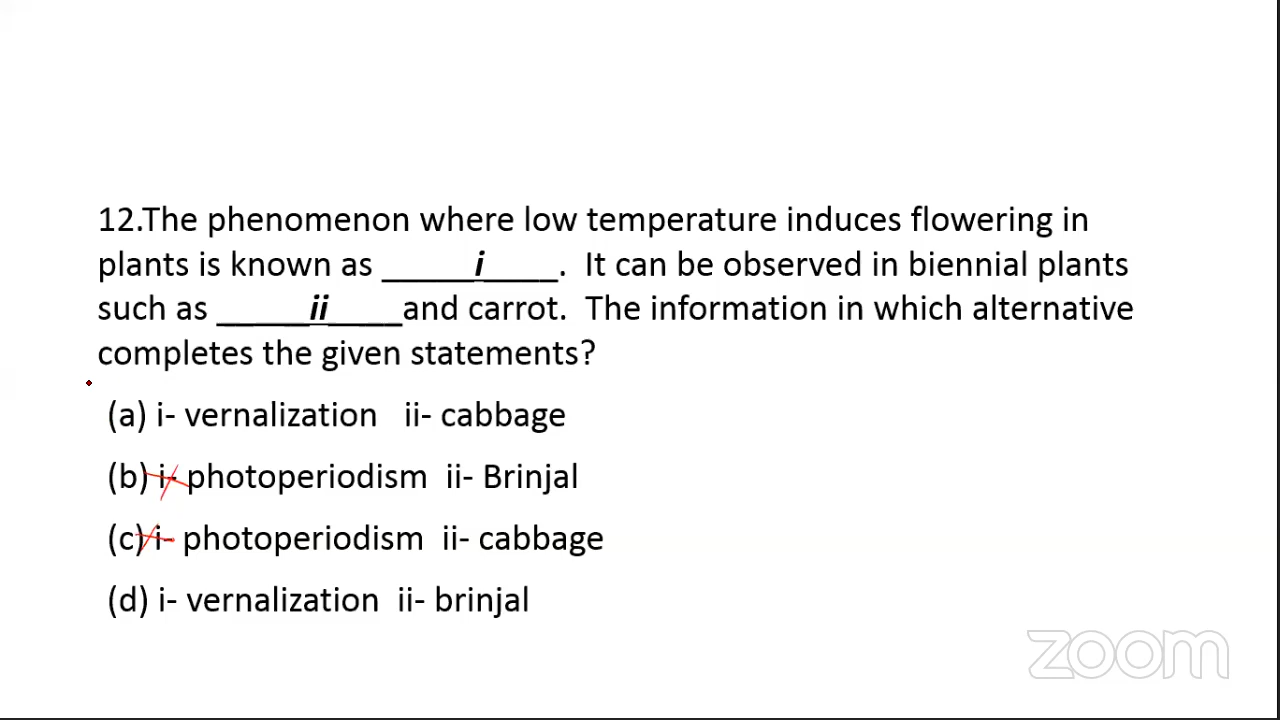 12.The phenomenon where low temperature induces flowering in
plants is known as _____i____.  It can be observed in biennial plants
such as _____ii____and carrot.  The information in which alternative
completes the given statements?
(a) i- vernalization   ii- cabbage
(b) i- photoperiodism  ii- Brinjal
(c) i- photoperiodism  ii- cabbage
(d) i- vernalization  ii- brinjal
zoom